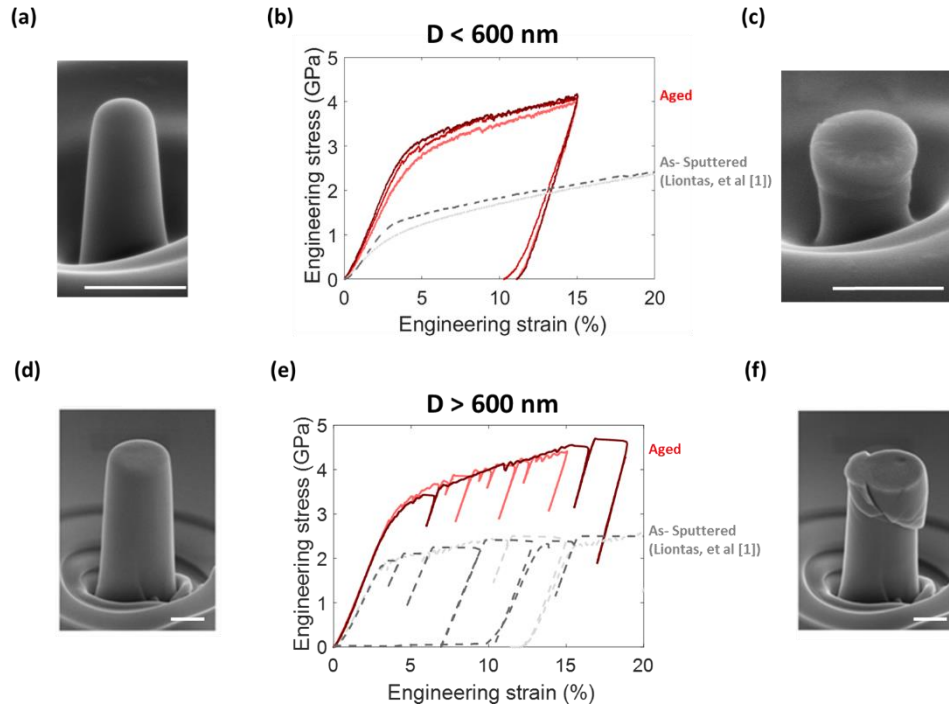 (a)
(b)
(c)
D < 600 nm
Engineering stress (GPa)
5
4
3
2
1
0
0
5
10
15
20
Engineering strain (%)
Aged
As- Sputtered
(Liontas, et al [1])
(d)
(e)
(f)
D > 600 nm
Engineering stress (GPa)
5
4
3
2
1
0
0
5
10
15
20
Engineering strain (%)
Aged
As- Sputtered
(Liontas, et al [1])